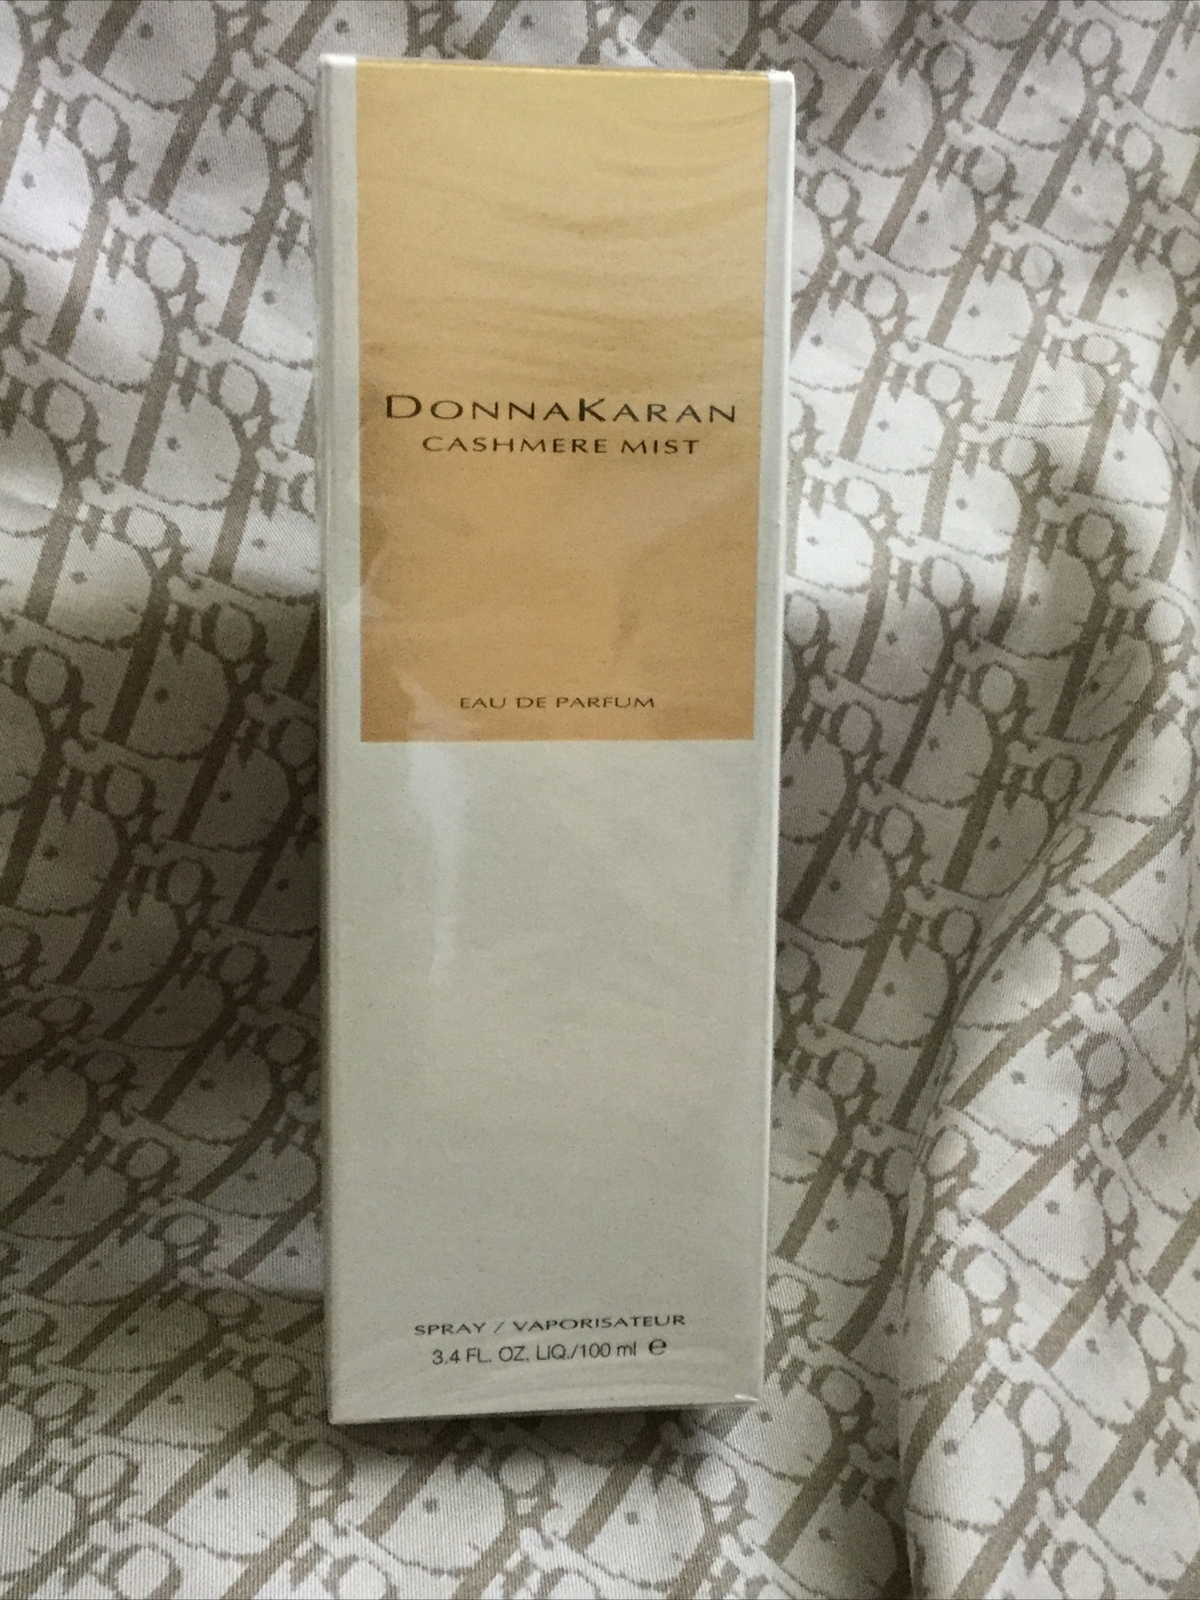 DONNAKARAN
CASHMERE MIST
EAU DE PARFUM
SPRAY / VAPORISATEUR
3.4 FL. OZ. LIQ./100 ml ℮